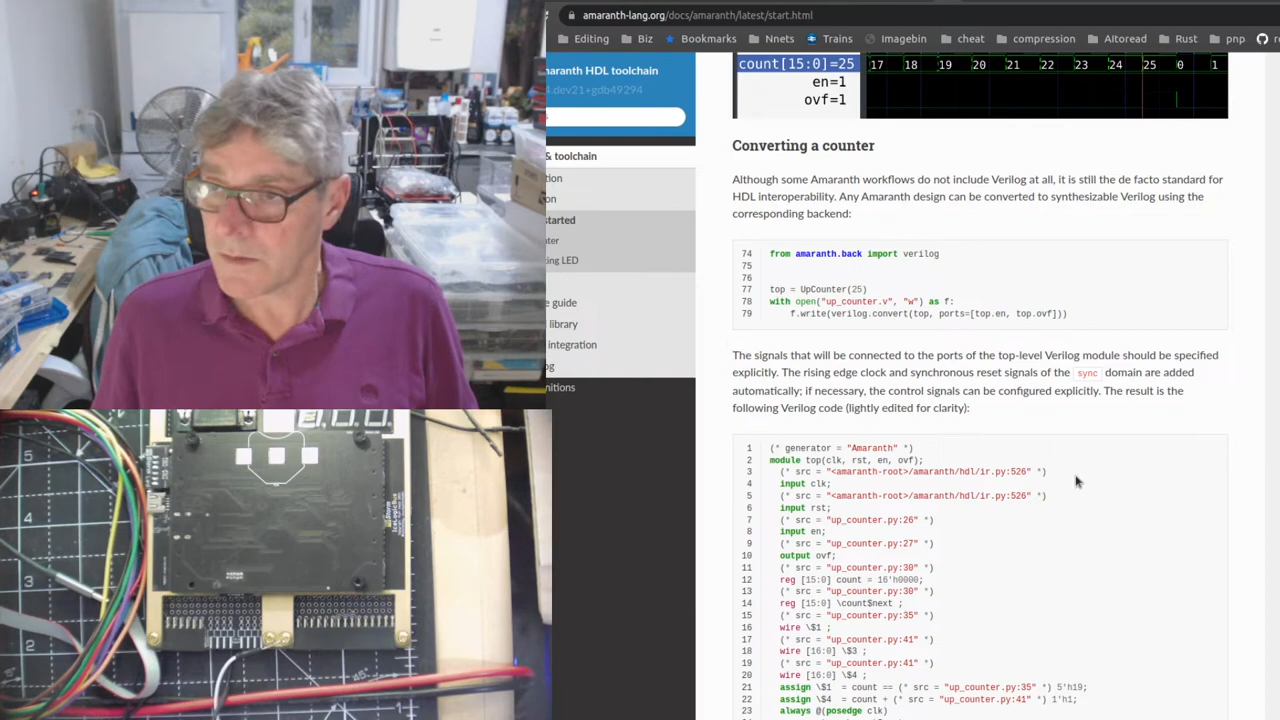 amaranth-lang.org/docs/amaranth/latest/start.html
Editing Biz Nnets Trains Imagebin cheat compression Altoread Rust pnp
count[15:0]=25 17 18 19 20 21 22 23 24 25 0 1
en=1
ovf=1
maranth HDL toolchain
4.dev21+gdb49294
& toolchain
tion
on
started
nter
king LED
e guide
l library
integration
og
nitions
Converting a counter
Although some Amaranth workflows do not include Verilog at all, it is still the de facto standard for
HDL interoperability. Any Amaranth design can be converted to synthesizable Verilog using the
corresponding backend:
74 from amaranth.back import verilog
75
76
77 top = UpCounter(25)
78 with open("up_counter.v", "w") as f:
79 f.write(verilog.convert(top, ports=[top.en, top.ovf]))
The signals that will be connected to the ports of the top-level Verilog module should be specified
explicitly. The rising edge clock and synchronous reset signals of the sync domain are added
automatically; if necessary, the control signals can be configured explicitly. The result is the
following Verilog code (lightly edited for clarity):
1 (* generator = "Amaranth" *)
2 module top(clk, rst, en, ovf);
3 (* src = "<amaranth-root>/amaranth/hdl/ir.py:526" *)
4 input clk;
5 (* src = "<amaranth-root>/amaranth/hdl/ir.py:526" *)
6 input rst;
7 (* src = "up_counter.py:26" *)
8 input en;
9 (* src = "up_counter.py:27" *)
10 output ovf;
11 (* src = "up_counter.py:30" *)
12 reg [15:0] count = 16'h0000;
13 (* src = "up_counter.py:30" *)
14 reg [15:0] \count$next ;
15 (* src = "up_counter.py:35" *)
16 wire \$1 ;
17 (* src = "up_counter.py:41" *)
18 wire [16:0] \$3 ;
19 (* src = "up_counter.py:41" *)
20 wire [16:0] \$4 ;
21 assign \$1 = count == (* src = "up_counter.py:35" *) 5'h19;
22 assign \$4 = count + (* src = "up_counter.py:41" *) 1'h1;
23 always @(posedge clk)
5
4
3
2
1
45°
IceLogicBus